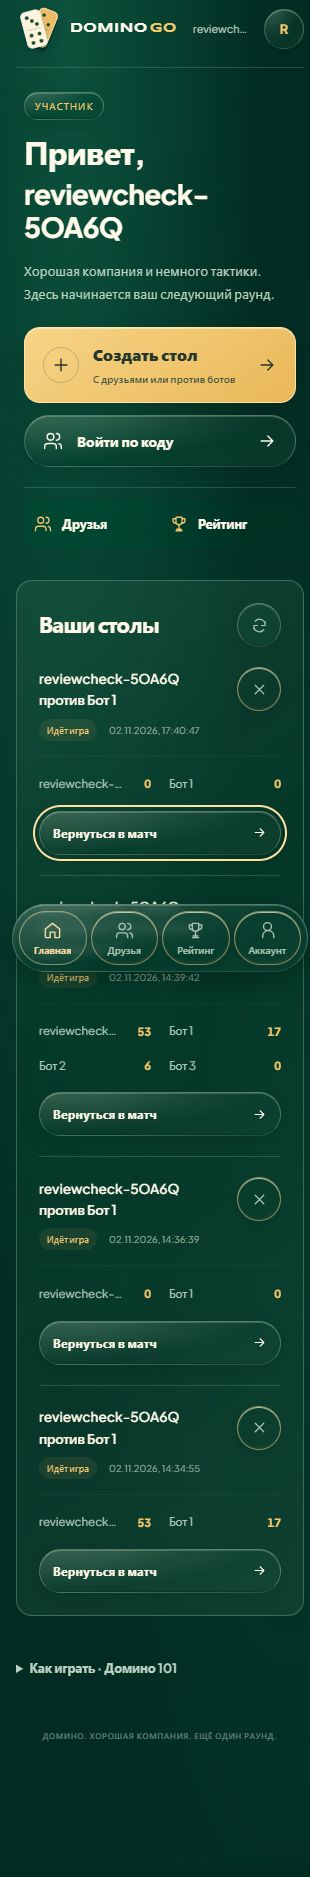 DOMINO GO
reviewch...
R
УЧАСТНИК
Привет,
reviewcheck-
5OA6Q
Хорошая компания и немного тактики.
Здесь начинается ваш следующий раунд.
Создать стол
С друзьями или против ботов
Войти по коду
Друзья
Рейтинг
Ваши столы
reviewcheck-5OA6Q
против Бот 1
Идёт игра
02.11.2026, 17:40:47
reviewcheck-... 0 Бот 1 0
Вернуться в матч
Главная
Друзья
Рейтинг
Аккаунт
Идёт игра
02.11.2026, 14:39:42
reviewcheck... 53 Бот 1 17
Бот 2 6 Бот 3 0
Вернуться в матч
reviewcheck-5OA6Q
против Бот 1
Идёт игра
02.11.2026, 14:36:39
reviewcheck-... 0 Бот 1 0
Вернуться в матч
reviewcheck-5OA6Q
против Бот 1
Идёт игра
02.11.2026, 14:34:55
reviewcheck... 53 Бот 1 17
Вернуться в матч
Как играть · Домино 101
ДОМИНО. ХОРОШАЯ КОМПАНИЯ. ЕЩЁ ОДИН РАУНД.